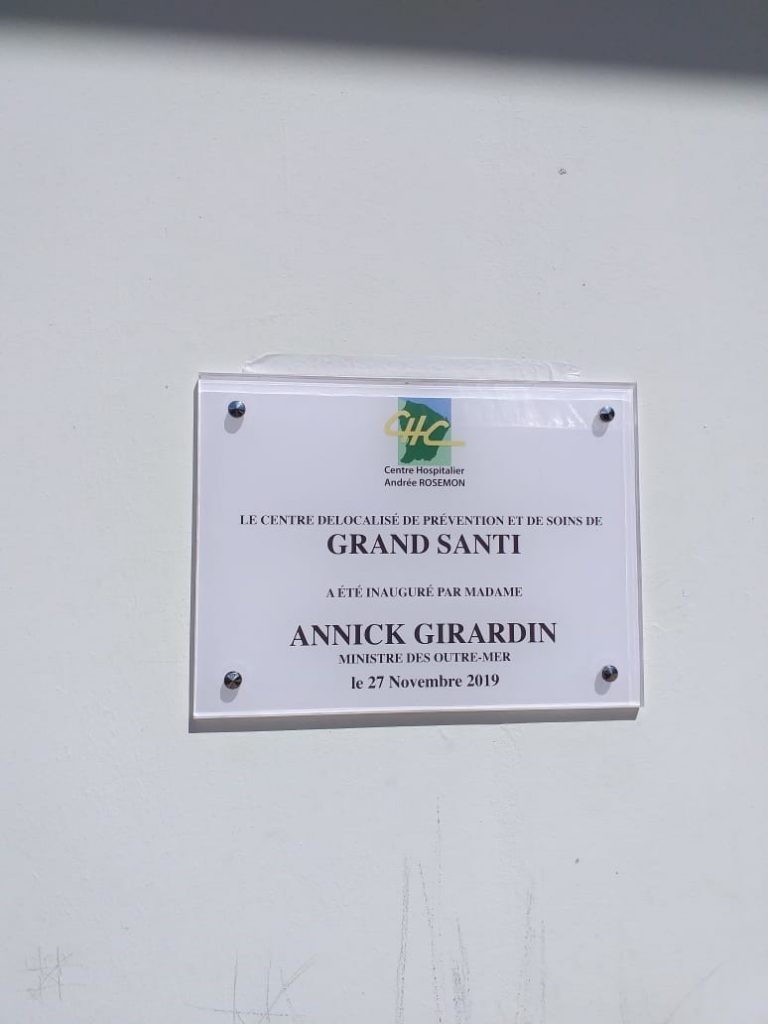 CHC
Centre Hospitalier
Andrée ROSEMON
LE CENTRE DELOCALISÉ DE PRÉVENTION ET DE SOINS DE
GRAND SANTI
A ÉTÉ INAUGURÉ PAR MADAME
ANNICK GIRARDIN
MINISTRE DES OUTRE-MER
le 27 Novembre 2019